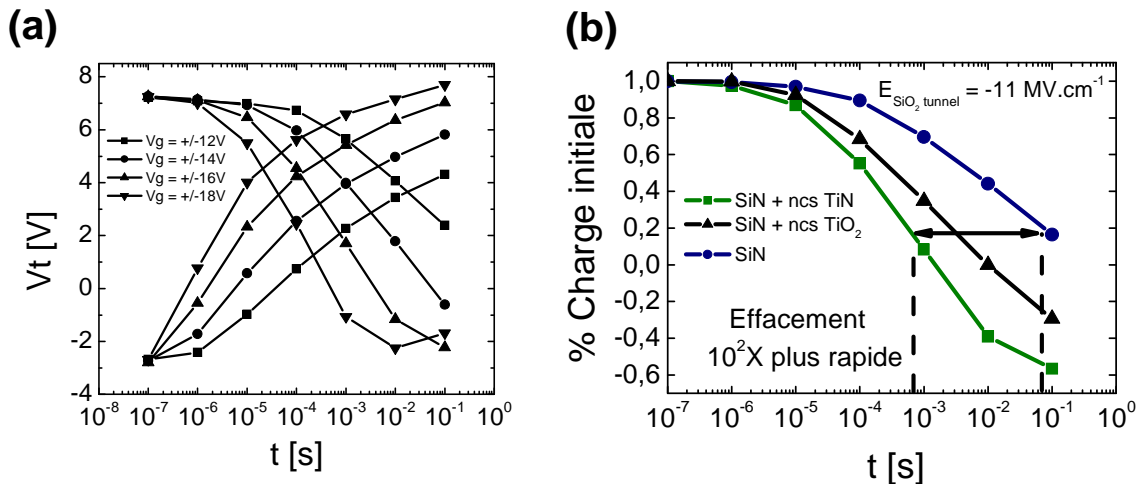 (a)
Vt [V]
8
6
4
2
0
-2
-4
Vg = +/-12V
Vg = +/-14V
Vg = +/-16V
Vg = +/-18V
10⁻⁸ 10⁻⁷ 10⁻⁶ 10⁻⁵ 10⁻⁴ 10⁻³ 10⁻² 10⁻¹ 10⁰
t [s]
(b)
% Charge initiale
1,0
0,8
0,6
0,4
0,2
0,0
-0,2
-0,4
-0,6
E SiO₂ tunnel = -11 MV.cm⁻¹
SiN + ncs TiN
SiN + ncs TiO₂
SiN
Effacement
10²X plus rapide
10⁻⁷ 10⁻⁶ 10⁻⁵ 10⁻⁴ 10⁻³ 10⁻² 10⁻¹ 10⁰
t [s]